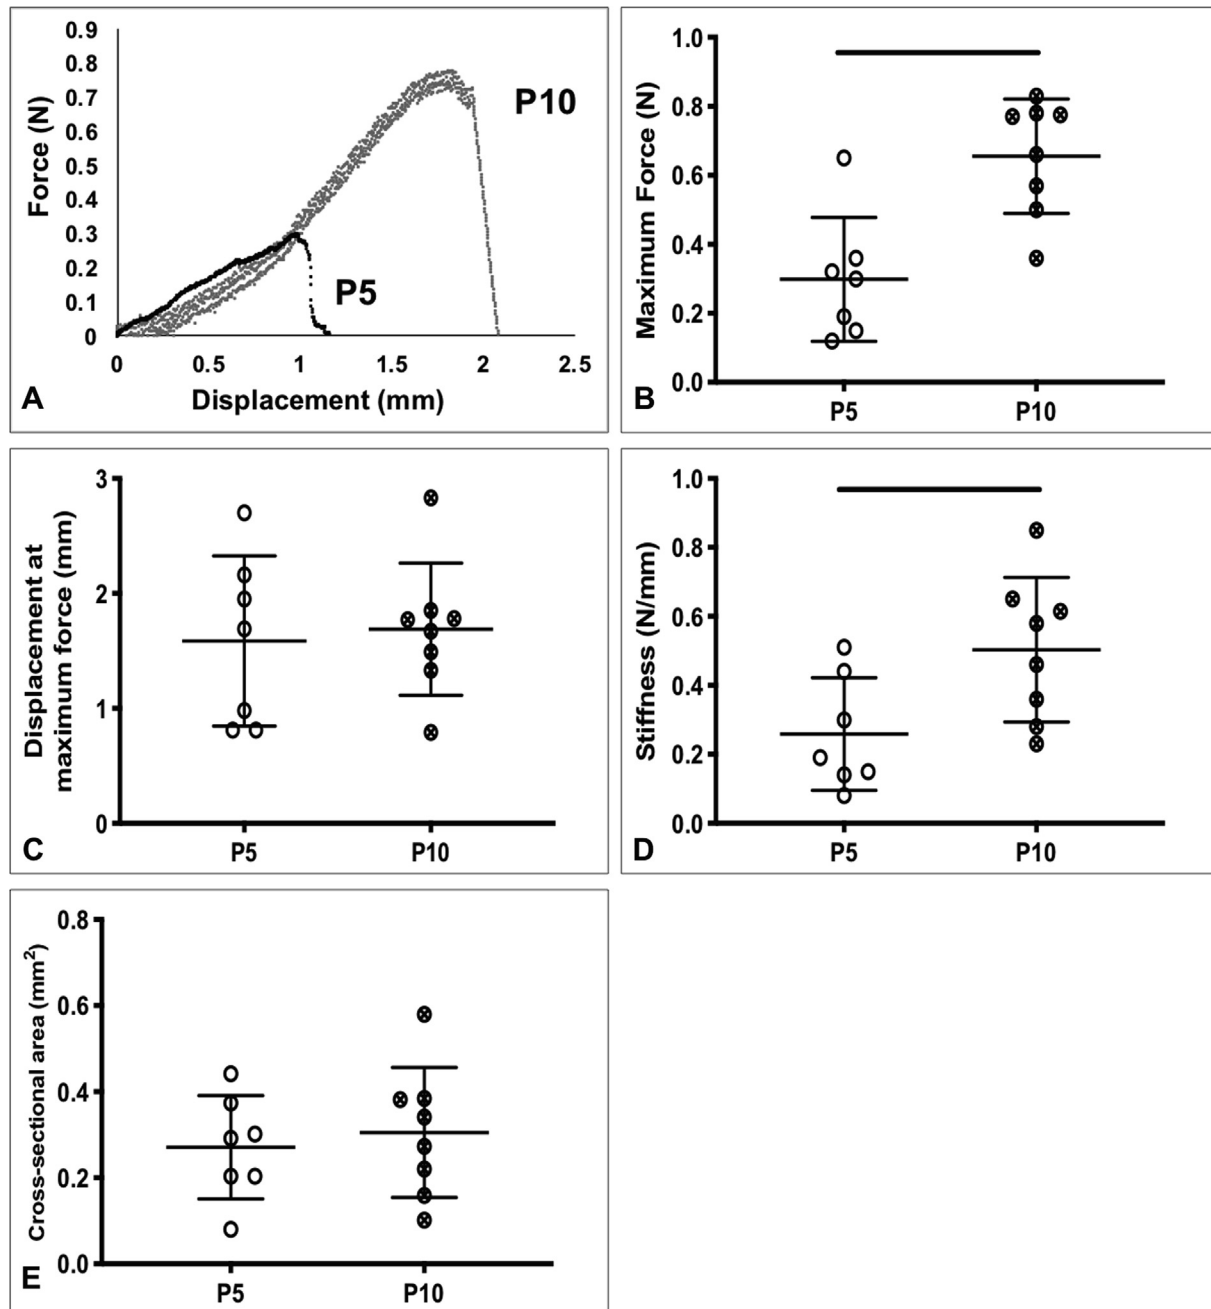 0.9
0.8
0.7
0.6
0.5
0.4
0.3
0.2
0.1
0
Force (N)
P10
P5
0 0.5 1 1.5 2 2.5
Displacement (mm)
A
1.0
0.8
0.6
0.4
0.2
0.0
Maximum Force (N)
P5 P10
B
3
2
1
0
Displacement at
maximum force (mm)
P5 P10
C
1.0
0.8
0.6
0.4
0.2
0.0
Stiffness (N/mm)
P5 P10
D
0.8
0.6
0.4
0.2
0.0
Cross-sectional area (mm²)
P5 P10
E